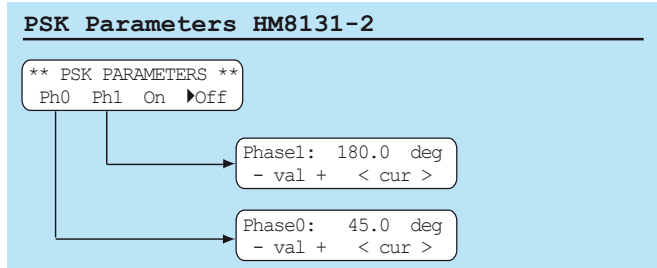 PSK Parameters HM8131-2
** PSK PARAMETERS **
Ph0 Ph1 On Off
Phase1: 180.0 deg
- val + < cur >
Phase0: 45.0 deg
- val + < cur >